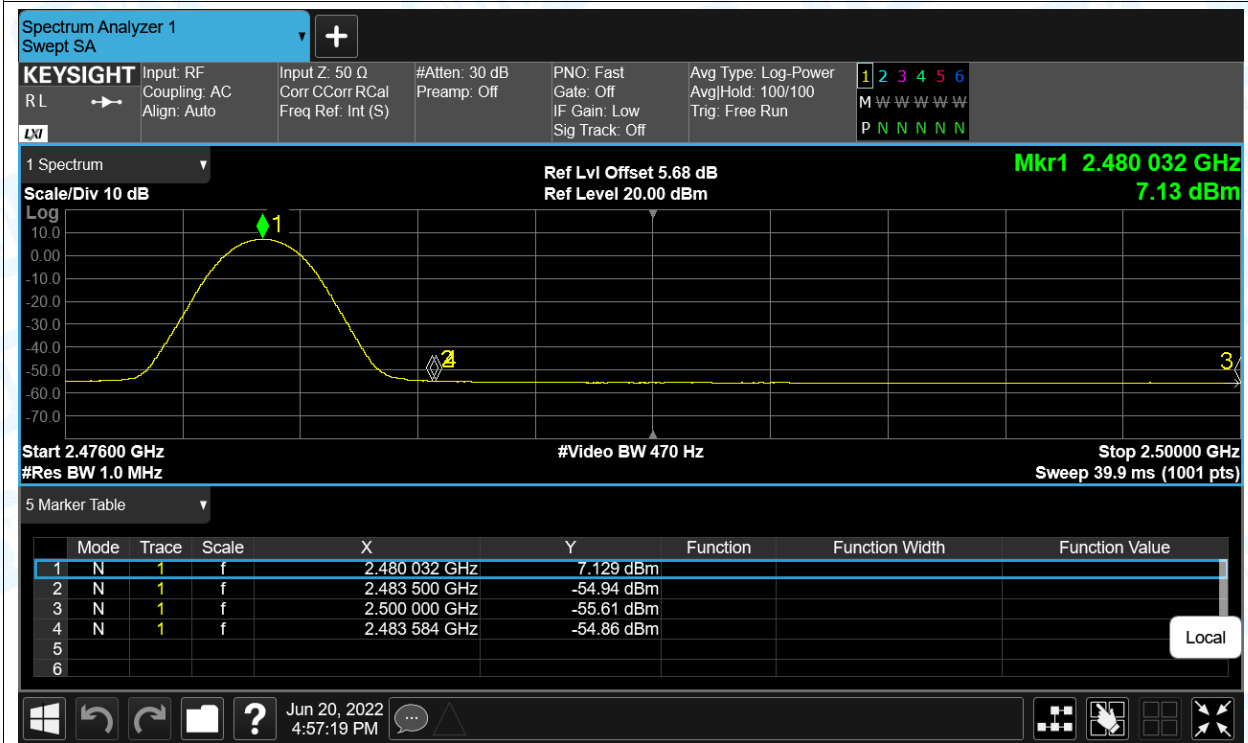 Spectrum Analyzer 1
Swept SA
+
KEYSIGHT
R L
LXI
Input: RF
Coupling: AC
Align: Auto
Input Z: 50 Ω
Corr CCorr RCal
Freq Ref: Int (S)
#Atten: 30 dB
Preamp: Off
PNO: Fast
Gate: Off
IF Gain: Low
Sig Track: Off
Avg Type: Log-Power
Avg|Hold: 100/100
Trig: Free Run
1 2 3 4 5 6
M W W W W W W
P N N N N N N
1 Spectrum
Scale/Div 10 dB
Ref Lvl Offset 5.68 dB
Ref Level 20.00 dBm
Mkr1 2.480 032 GHz
7.13 dBm
Log
10.0
0.00
-10.0
-20.0
-30.0
-40.0
-50.0
-60.0
-70.0
1
2
4
3
Start 2.47600 GHz
#Res BW 1.0 MHz
#Video BW 470 Hz
Stop 2.50000 GHz
Sweep 39.9 ms (1001 pts)
5 Marker Table
Mode Trace Scale X Y Function Function Width Function Value
1 N 1 f 2.480 032 GHz 7.129 dBm
2 N 1 f 2.483 500 GHz -54.94 dBm
3 N 1 f 2.500 000 GHz -55.61 dBm
4 N 1 f 2.483 584 GHz -54.86 dBm
5
6
Local
?
Jun 20, 2022
4:57:19 PM